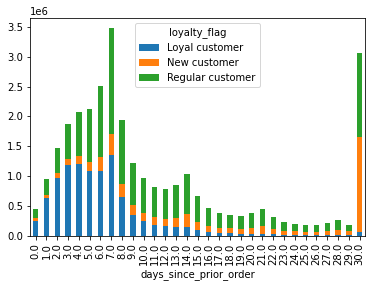 1e6
3.5
3.0
2.5
2.0
1.5
1.0
0.5
0.0
loyalty_flag
Loyal customer
New customer
Regular customer
0.0 1.0 2.0 3.0 4.0 5.0 6.0 7.0 8.0 9.0 10.0 11.0 12.0 13.0 14.0 15.0 16.0 17.0 18.0 19.0 20.0 21.0 22.0 23.0 24.0 25.0 26.0 27.0 28.0 29.0 30.0
days_since_prior_order